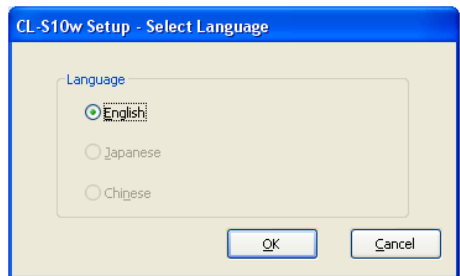 CL-S10w Setup - Select Language
Language
English
Japanese
Chinese
OK
Cancel